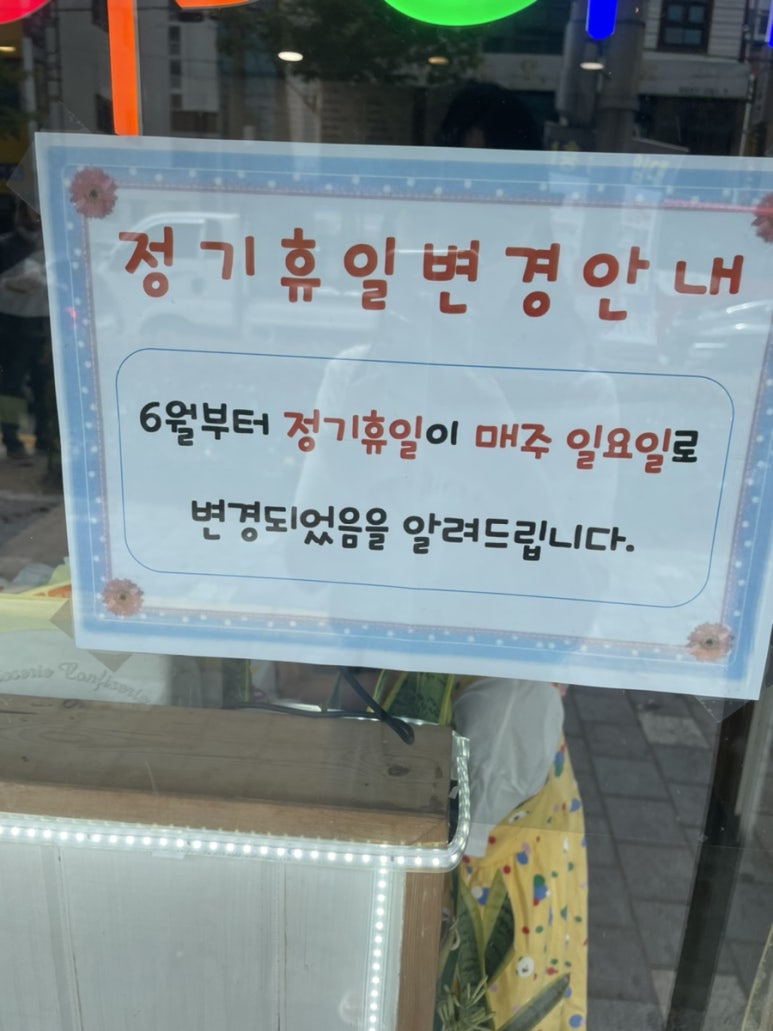 정기휴일변경안내
6월부터 정기휴일이 매주 일요일로
변경되었음을 알려드립니다.